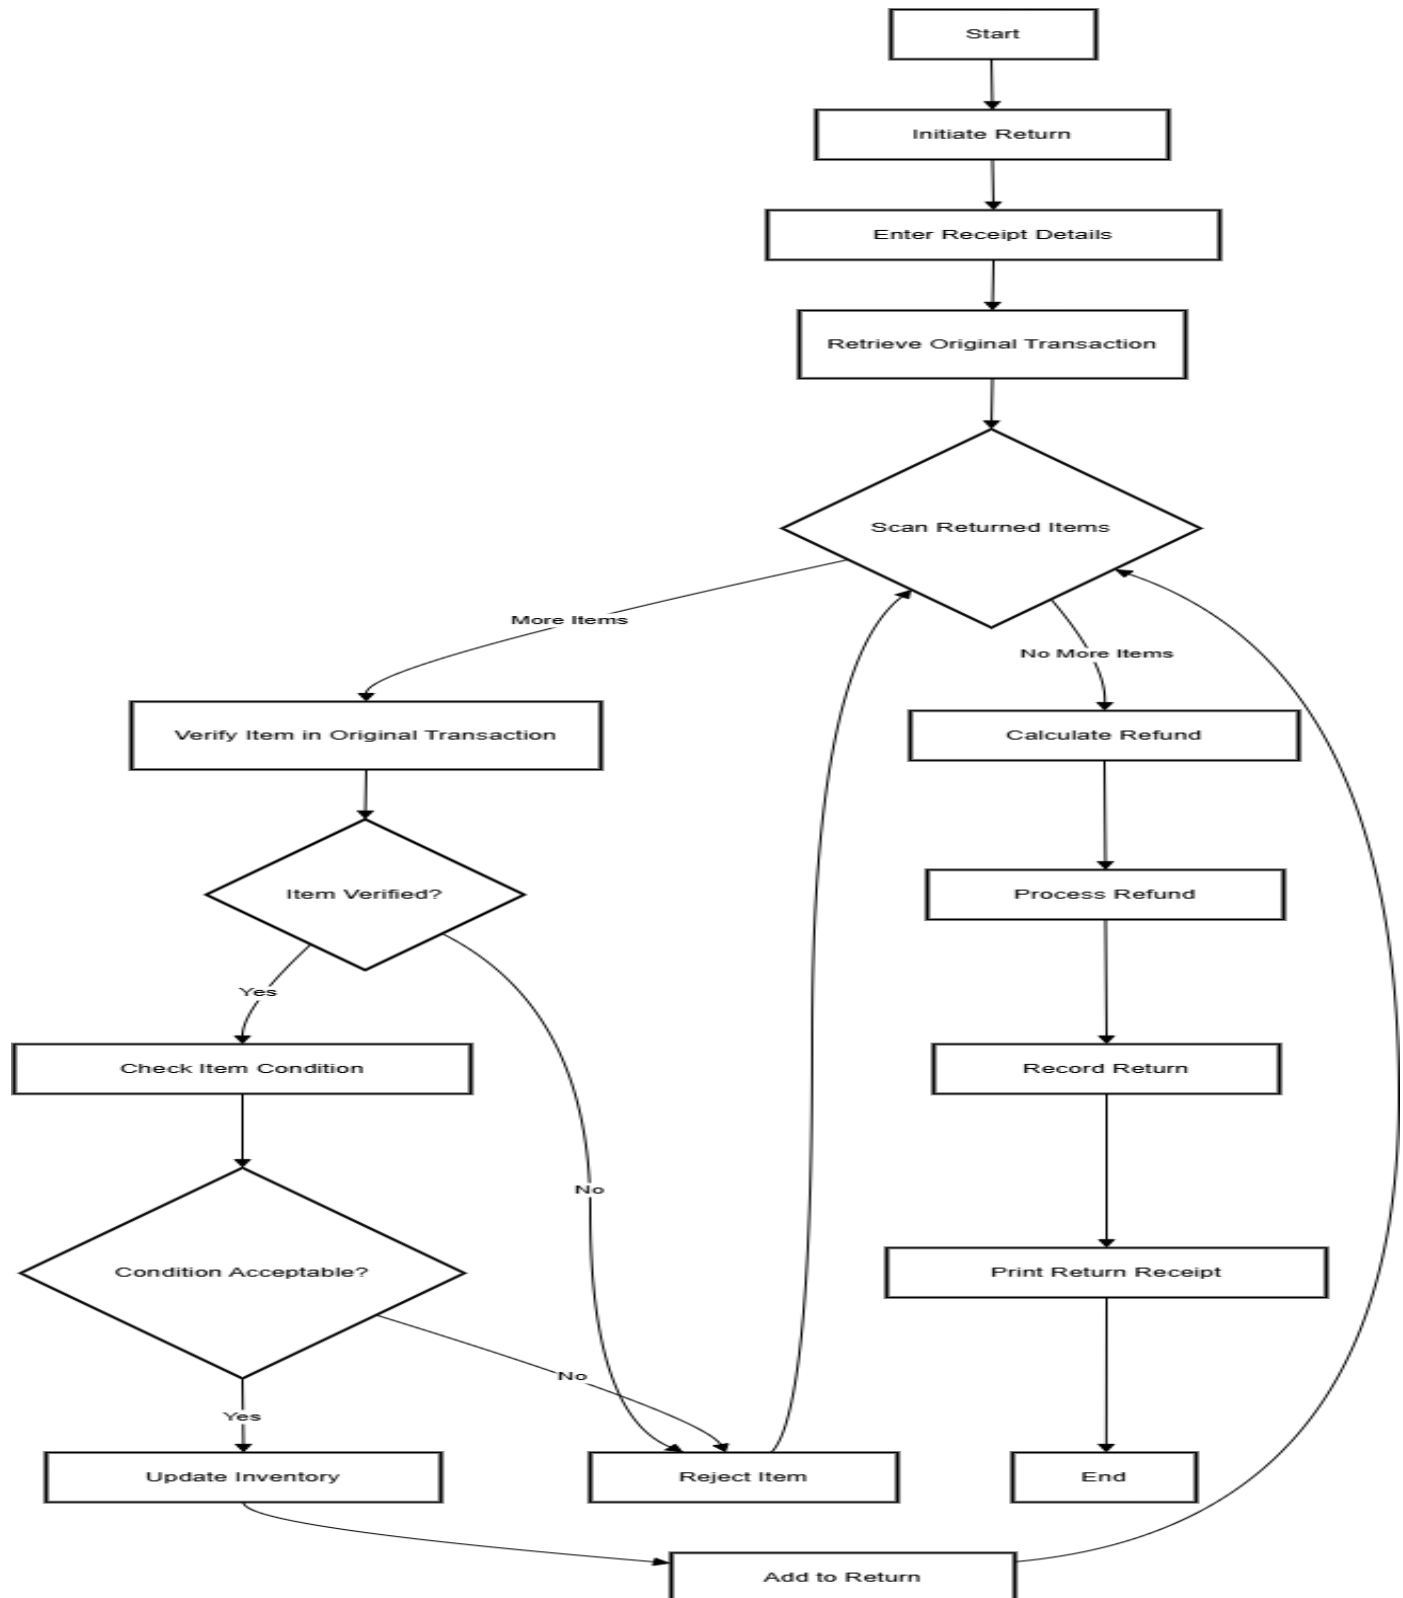 Start
Initiate Return
Enter Receipt Details
Retrieve Original Transaction
Scan Returned Items
More Items
No More Items
Verify Item in Original Transaction
Calculate Refund
Item Verified?
Process Refund
Yes
Check Item Condition
Record Return
No
Condition Acceptable?
Print Return Receipt
No
Yes
Update Inventory
Reject Item
End
Add to Return